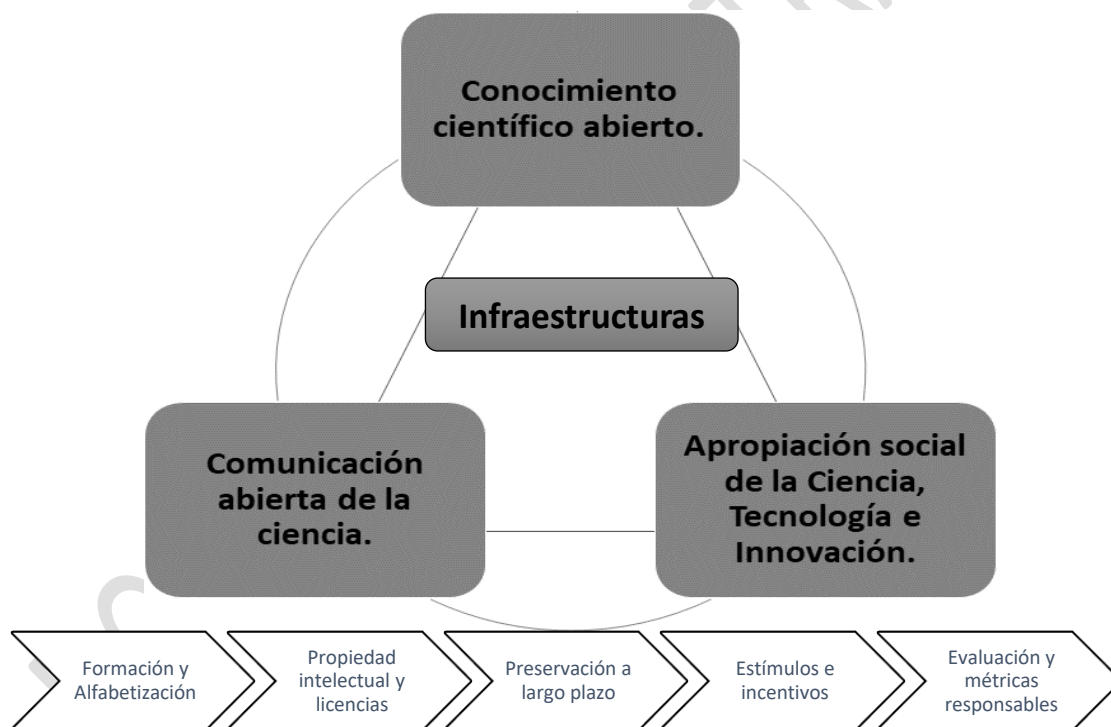 Conocimiento
científico abierto.
Infraestructuras
Comunicación
abierta de la
ciencia.
Apropiación social
de la Ciencia,
Tecnología e
Innovación.
Formación y
Alfabetización
Propiedad
intelectual y
licencias
Preservación a
largo plazo
Estímulos e
incentivos
Evaluación y
métricas
responsables